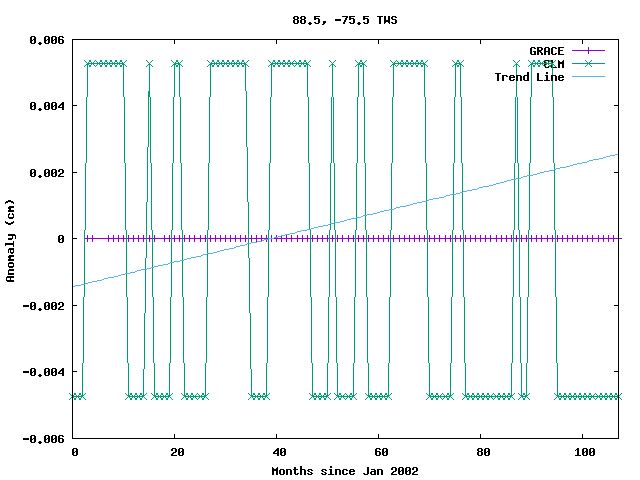 88.5, -75.5 TWS
GRACE
CLM
Trend Line
0.006
0.004
0.002
0
-0.002
-0.004
-0.006
Anomaly (cm)
0 20 40 60 80 100
Months since Jan 2002